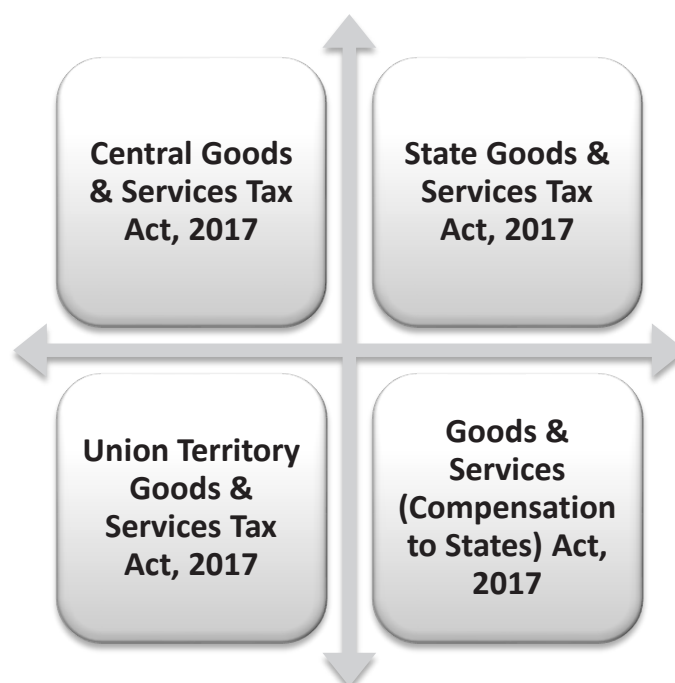 Central Goods
& Services Tax
Act, 2017
State Goods &
Services Tax
Act, 2017
Union Territory
Goods &
Services Tax
Act, 2017
Goods &
Services
(Compensation
to States) Act,
2017